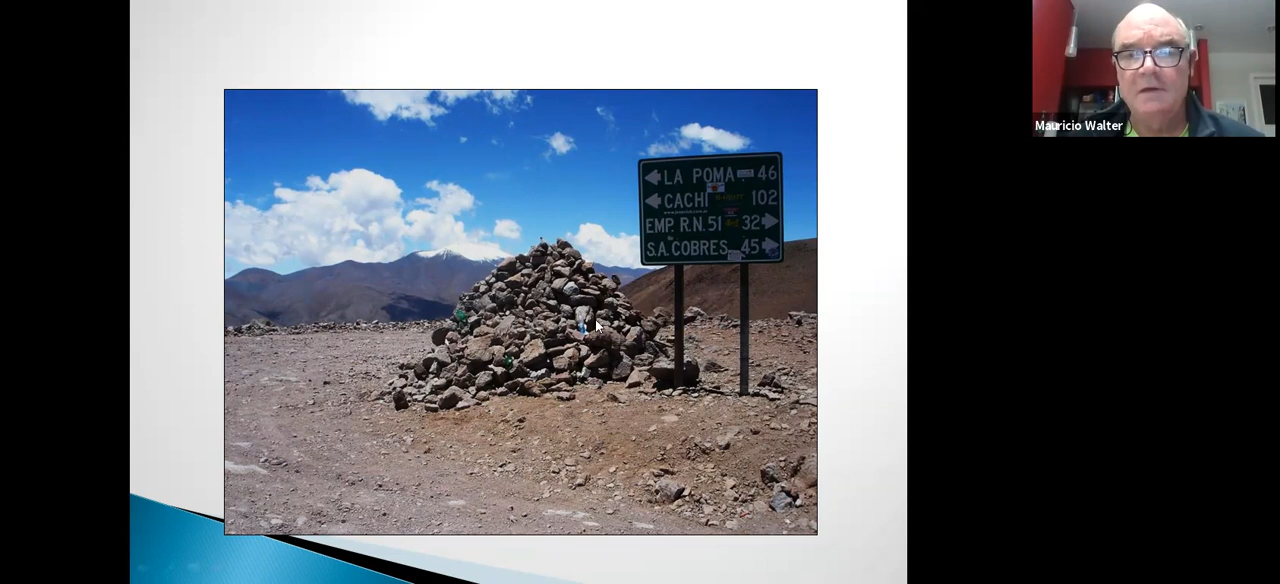 LA POMA 46
CACHI 102
EMP. R.N. 51 32
S.A. COBRES 45
Mauricio Walter